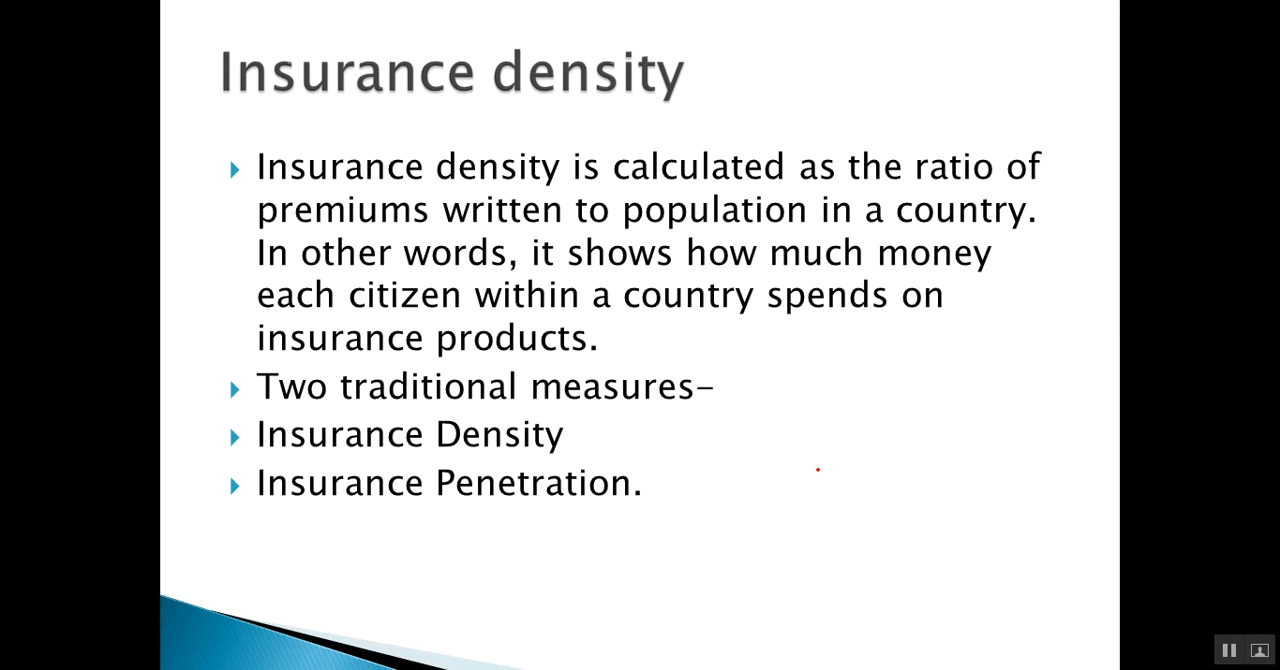 Insurance density
Insurance density is calculated as the ratio of
premiums written to population in a country.
In other words, it shows how much money
each citizen within a country spends on
insurance products.
Two traditional measures-
Insurance Density
Insurance Penetration.